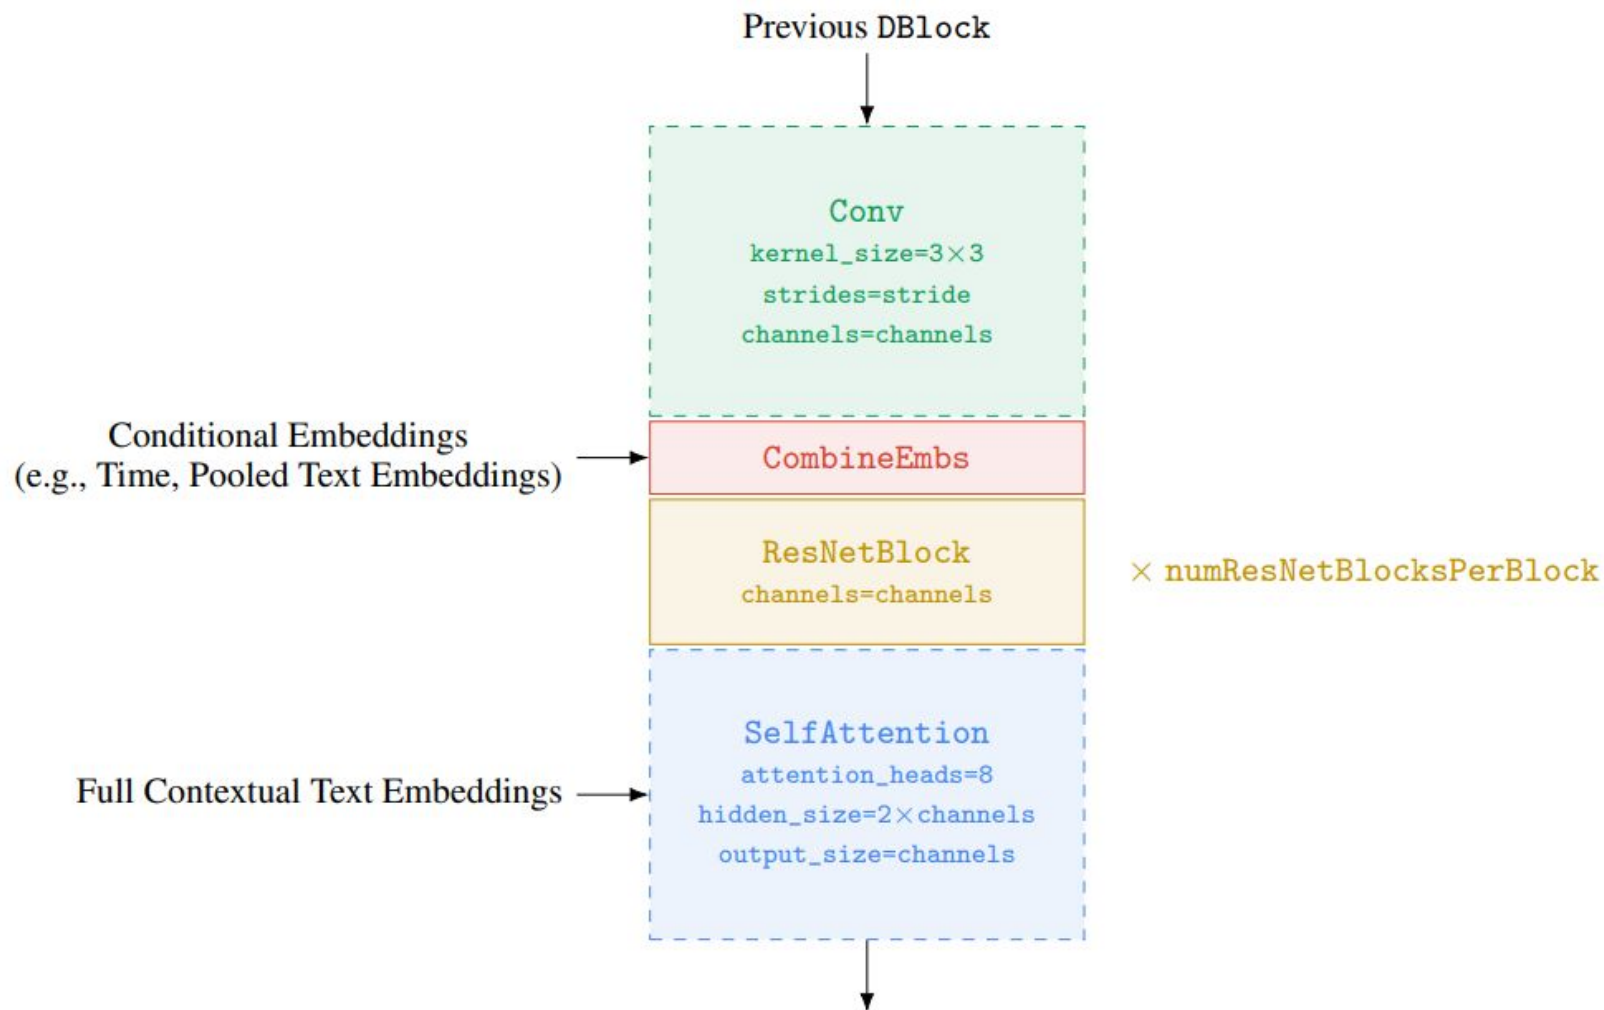 Previous DBlock
Conv
kernel_size=3×3
strides=stride
channels=channels
Conditional Embeddings
(e.g., Time, Pooled Text Embeddings)
CombineEmbs
ResNetBlock
channels=channels
× numResNetBlocksPerBlock
SelfAttention
attention_heads=8
hidden_size=2×channels
output_size=channels
Full Contextual Text Embeddings